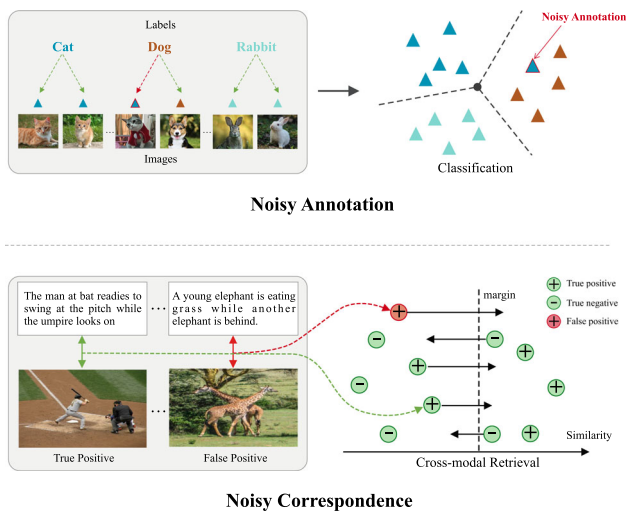 Labels
Cat
Dog
Rabbit
...
...
Images
Noisy Annotation
Classification
Noisy Annotation
The man at bat readies to
swing at the pitch while
the umpire looks on
...
A young elephant is eating
grass while another
elephant is behind.
...
True Positive
False Positive
margin
True positive
True negative
False positive
Similarity
Cross-modal Retrieval
Noisy Correspondence